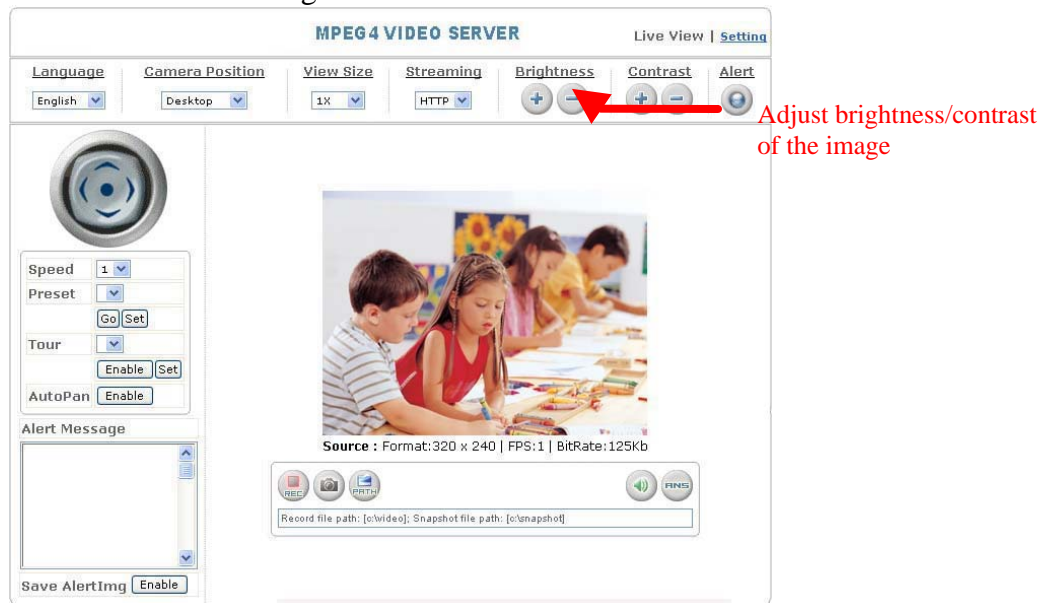 MPEG4 VIDEO SERVER
Live View | Setting
Language Camera Position View Size Streaming Brightness Contrast Alert
English Desktop 1X HTTP
Adjust brightness/contrast
of the image
Speed 1
Preset
Go Set
Tour
Enable Set
AutoPan Enable
Alert Message
Source : Format:320 x 240 | FPS:1 | BitRate:125Kb
REC PATH ANS
Record file path: [c:\video]; Snapshot file path: [c:\snapshot]
Save AlertImg Enable